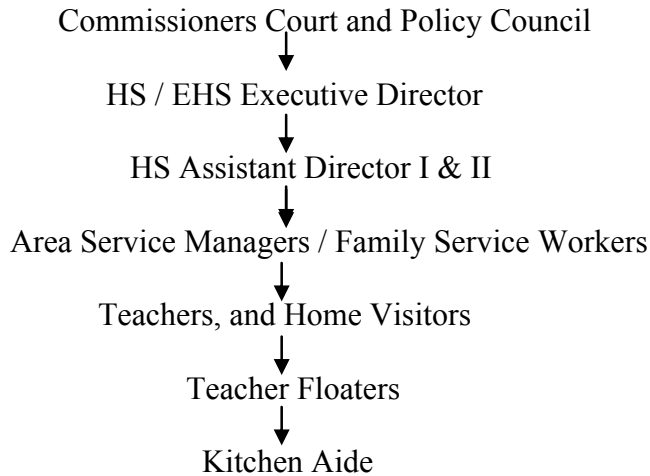 Commissioners Court and Policy Council
HS / EHS Executive Director
HS Assistant Director I & II
Area Service Managers / Family Service Workers
Teachers, and Home Visitors
Teacher Floaters
Kitchen Aide